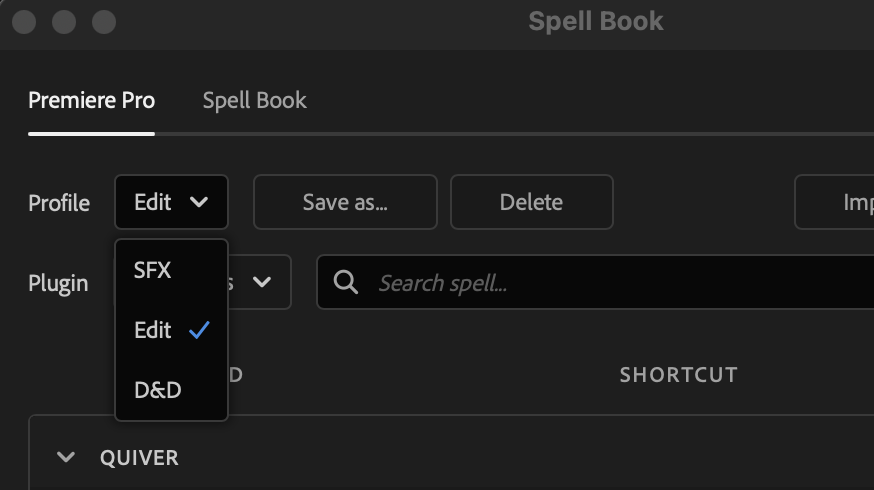 Spell Book
Premiere Pro Spell Book
Profile Edit Save as... Delete
SFX
Plugin Search spell...
Edit
SHORTCUT
D&D
QUIVER